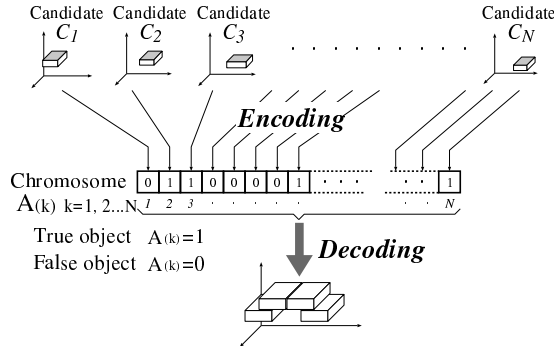 Candidate Candidate Candidate Candidate
C1 C2 C3 · · · · · · · · CN
Encoding
Chromosome 0 1 1 0 0 0 0 1 · · · · · 1
A(k) k=1, 2...N 1 2 3 · · · · · N
True object A(k)=1
False object A(k)=0
Decoding